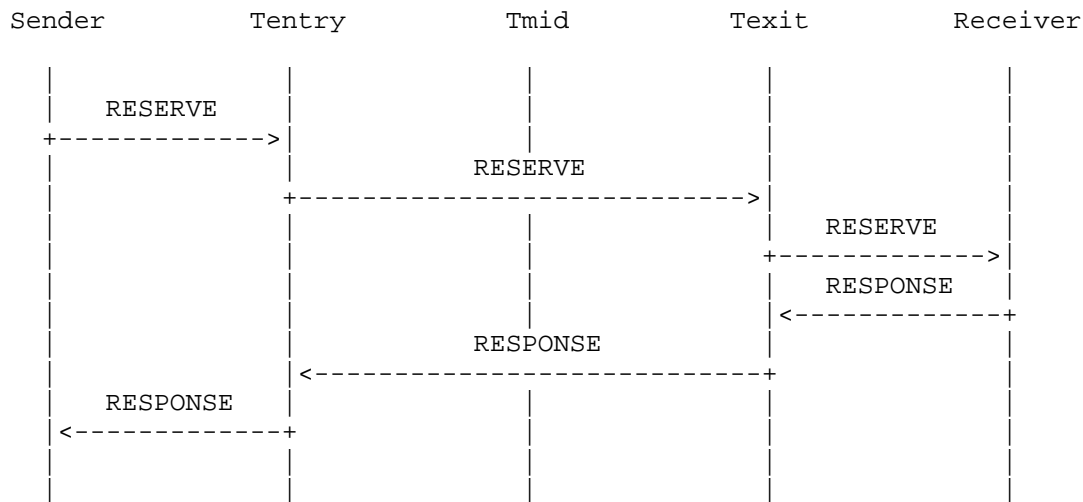 Sender Tentry Tmid Texit Receiver
RESERVE
RESERVE
RESERVE
RESPONSE
RESPONSE
RESPONSE